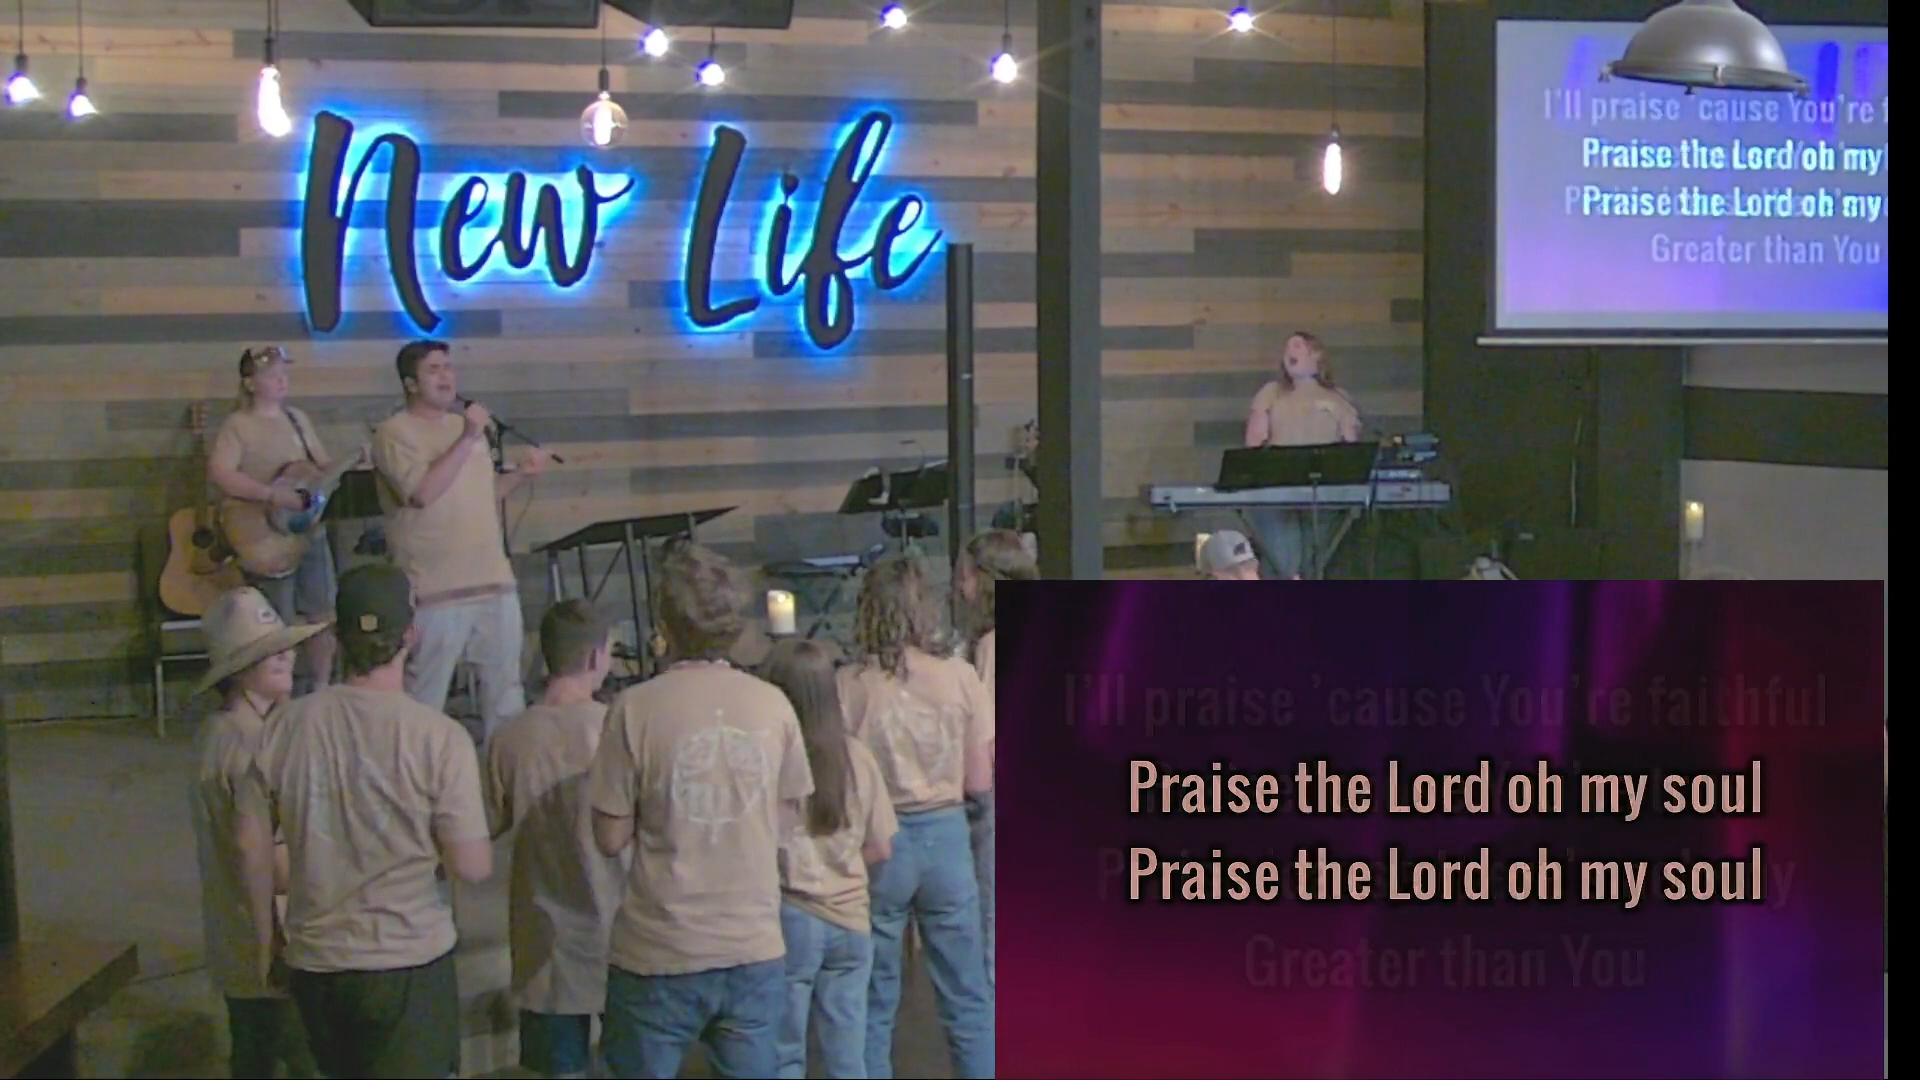 New Life
I'll praise 'cause You're
Praise the Lord oh my
Praise the Lord oh my
Greater than You
I'll praise 'cause You're faithful
Praise the Lord oh my soul
Praise the Lord oh my soul
Greater than You